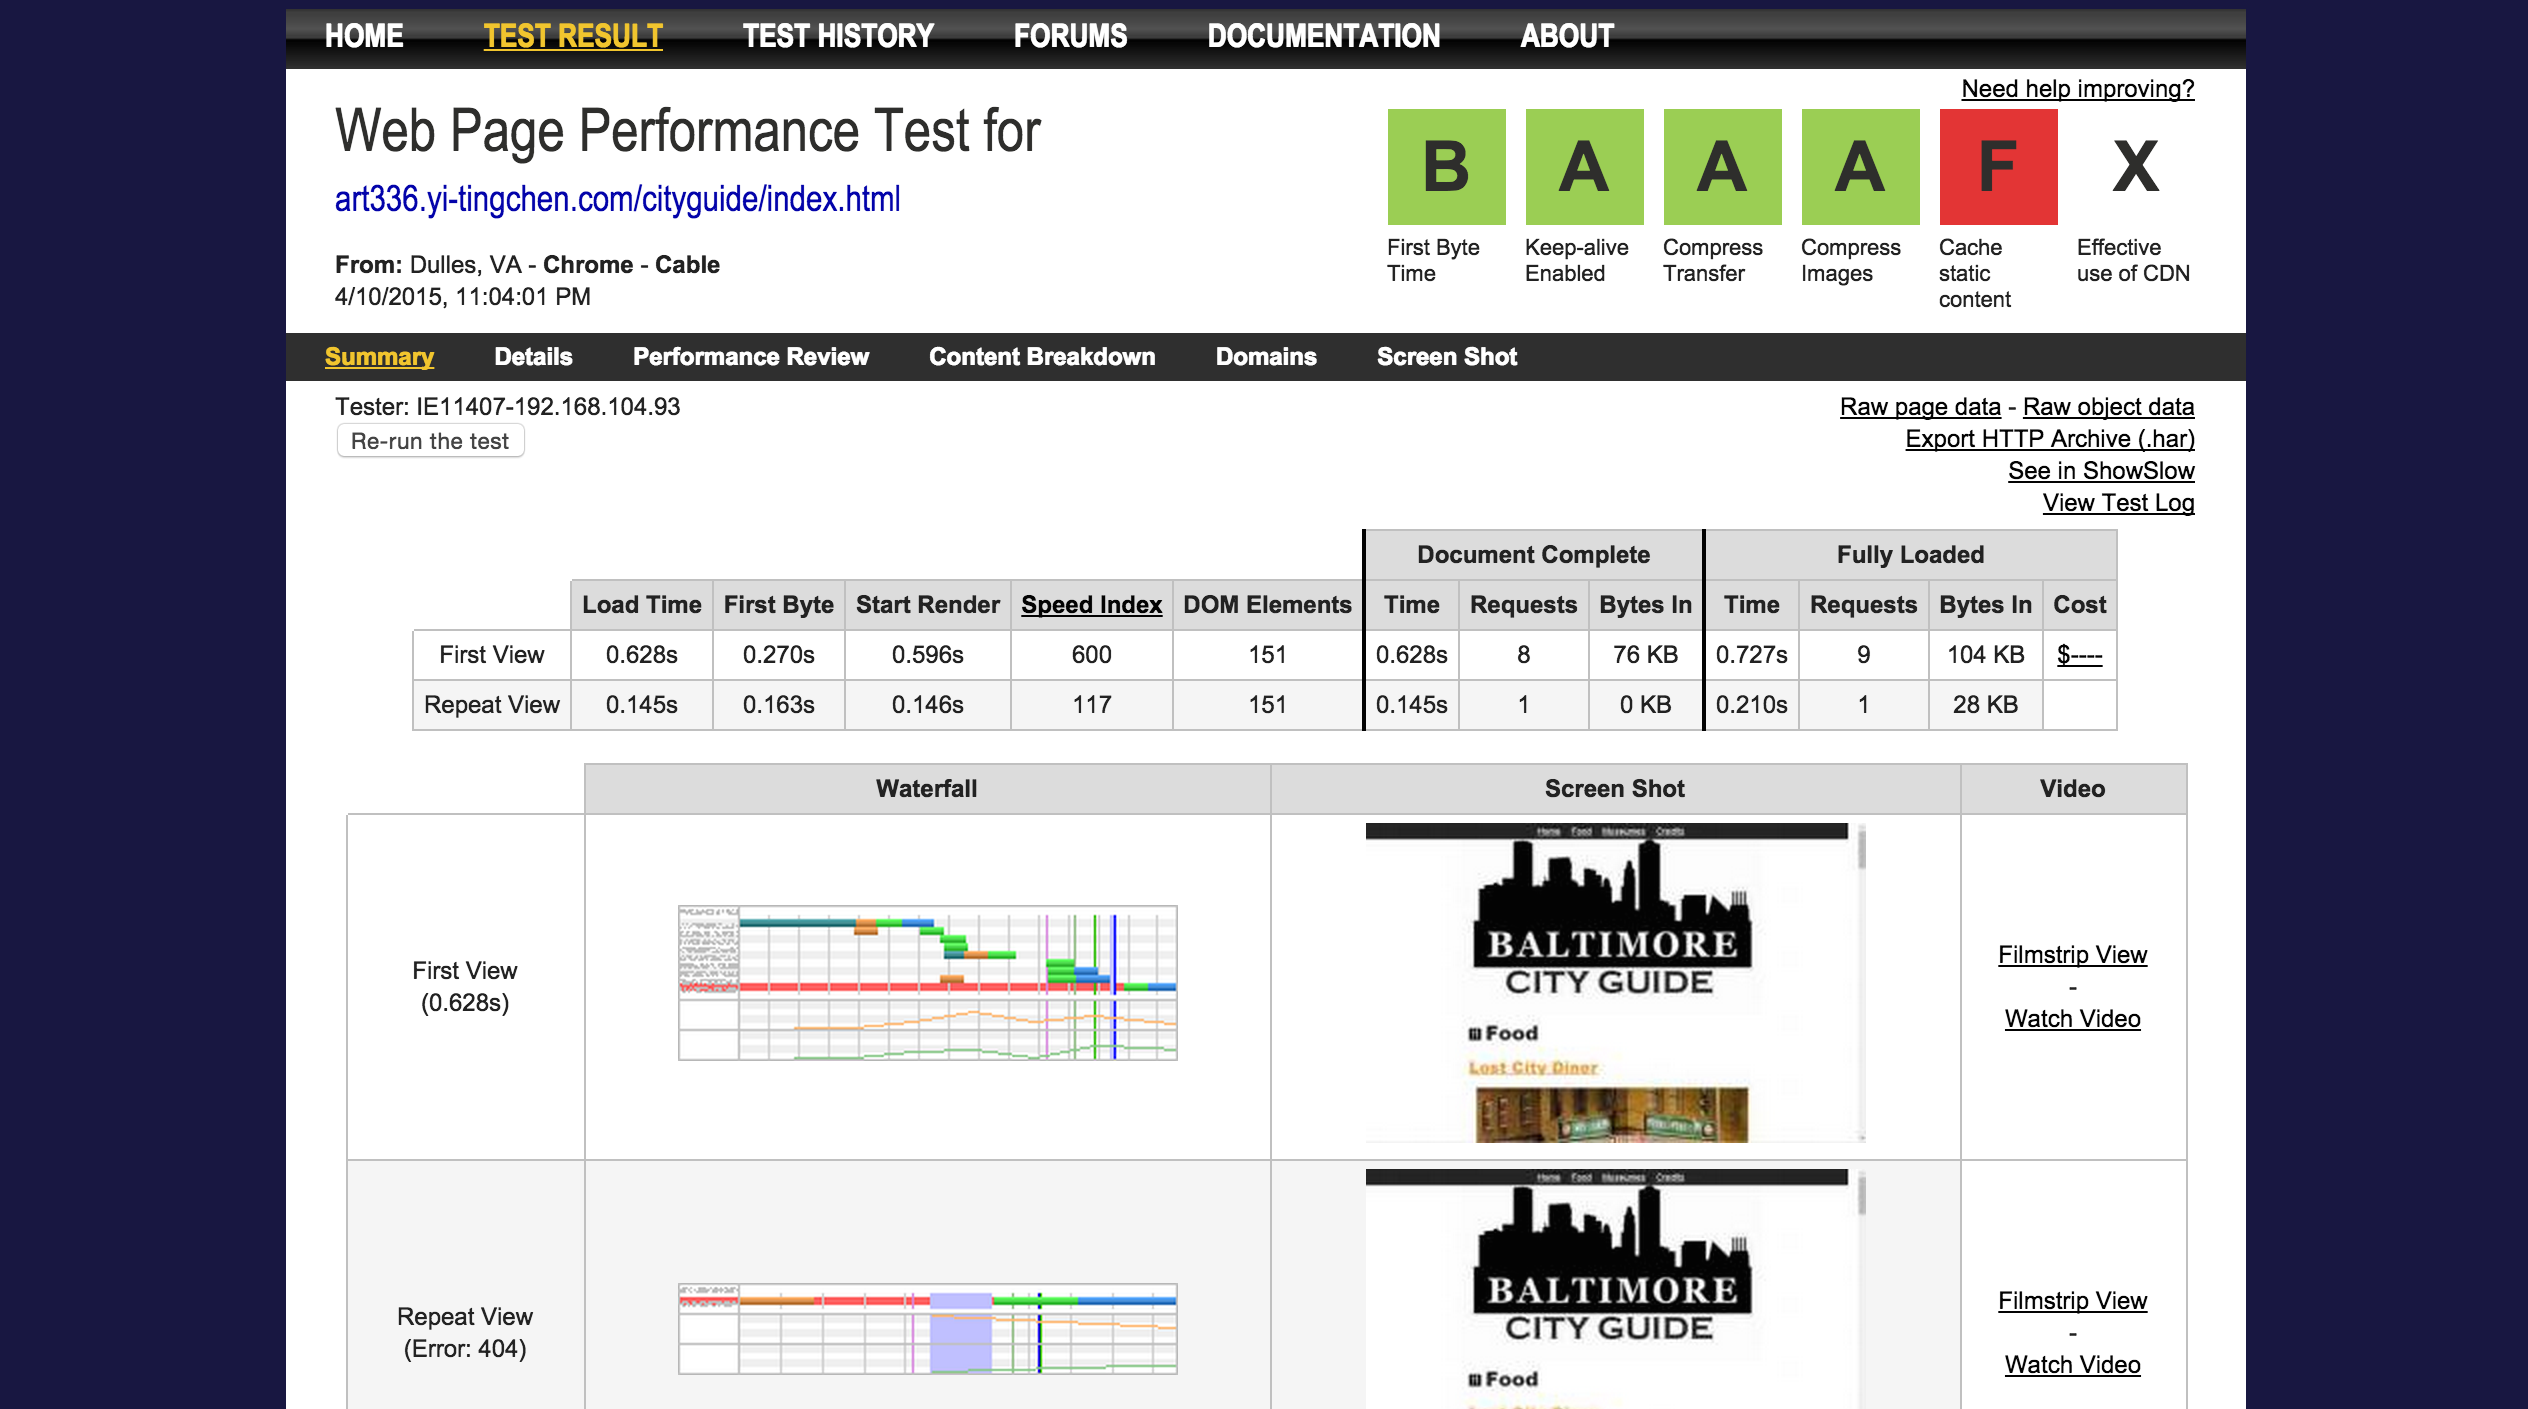 HOME TEST RESULT TEST HISTORY FORUMS DOCUMENTATION ABOUT
Need help improving?
Web Page Performance Test for
art336.yi-tingchen.com/cityguide/index.html
From: Dulles, VA - Chrome - Cable
4/10/2015, 11:04:01 PM
B A A A F X
First Byte Time
Keep-alive Enabled
Compress Transfer
Compress Images
Cache static content
Effective use of CDN
Summary Details Performance Review Content Breakdown Domains Screen Shot
Tester: IE11407-192.168.104.93
Re-run the test
Raw page data - Raw object data
Export HTTP Archive (.har)
See in ShowSlow
View Test Log
Document Complete Fully Loaded
Load Time First Byte Start Render Speed Index DOM Elements Time Requests Bytes In Time Requests Bytes In Cost
First View 0.628s 0.270s 0.596s 600 151 0.628s 8 76 KB 0.727s 9 104 KB $----
Repeat View 0.145s 0.163s 0.146s 117 151 0.145s 1 0 KB 0.210s 1 28 KB
Waterfall Screen Shot Video
First View
(0.628s)
Home Food Museumes Credits
BALTIMORE
CITY GUIDE
Food
Lost City Diner
Filmstrip View
-
Watch Video
Repeat View
(Error: 404)
Home Food Museumes Credits
BALTIMORE
CITY GUIDE
Food
Filmstrip View
-
Watch Video